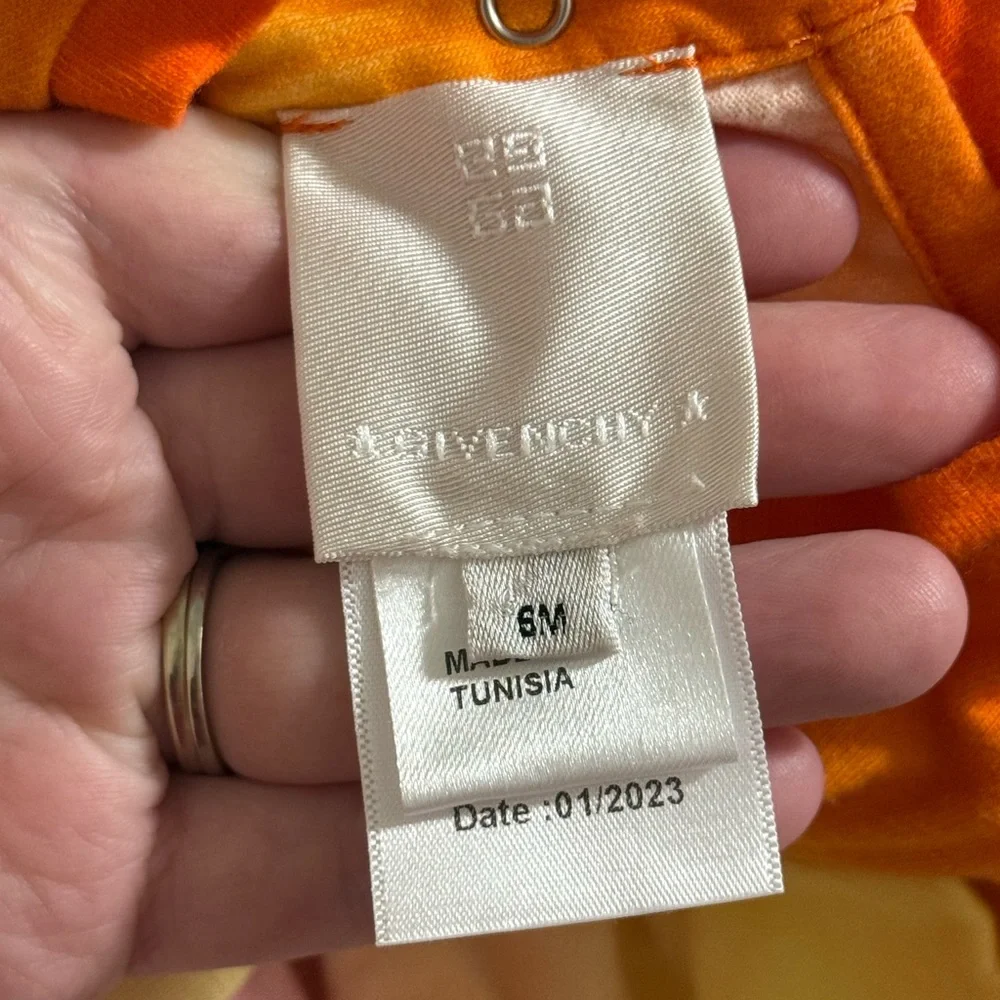 GIVENCHY
6M
TUNISIA
Date :01/2023